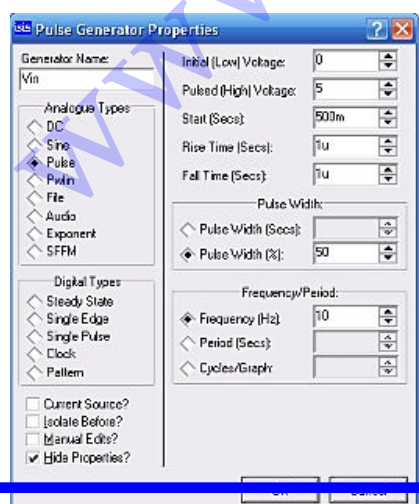 isis Pulse Generator Properties
Generator Name:
Vin
Analogue Types
DC
Sine
Pulse
Pwlin
File
Audio
Exponent
SFFM
Digital Types
Steady State
Single Edge
Single Pulse
Clock
Pattern
Current Source?
Isolate Before?
Manual Edits?
Hide Properties?
Initial (Low) Voltage: 0
Pulsed (High) Voltage: 5
Start (Secs): 500m
Rise Time (Secs): 1u
Fall Time (Secs): 1u
Pulse Width:
Pulse Width (Secs):
Pulse Width (%): 50
Frequency/Period:
Frequency (Hz): 10
Period (Secs):
Cycles/Graph: